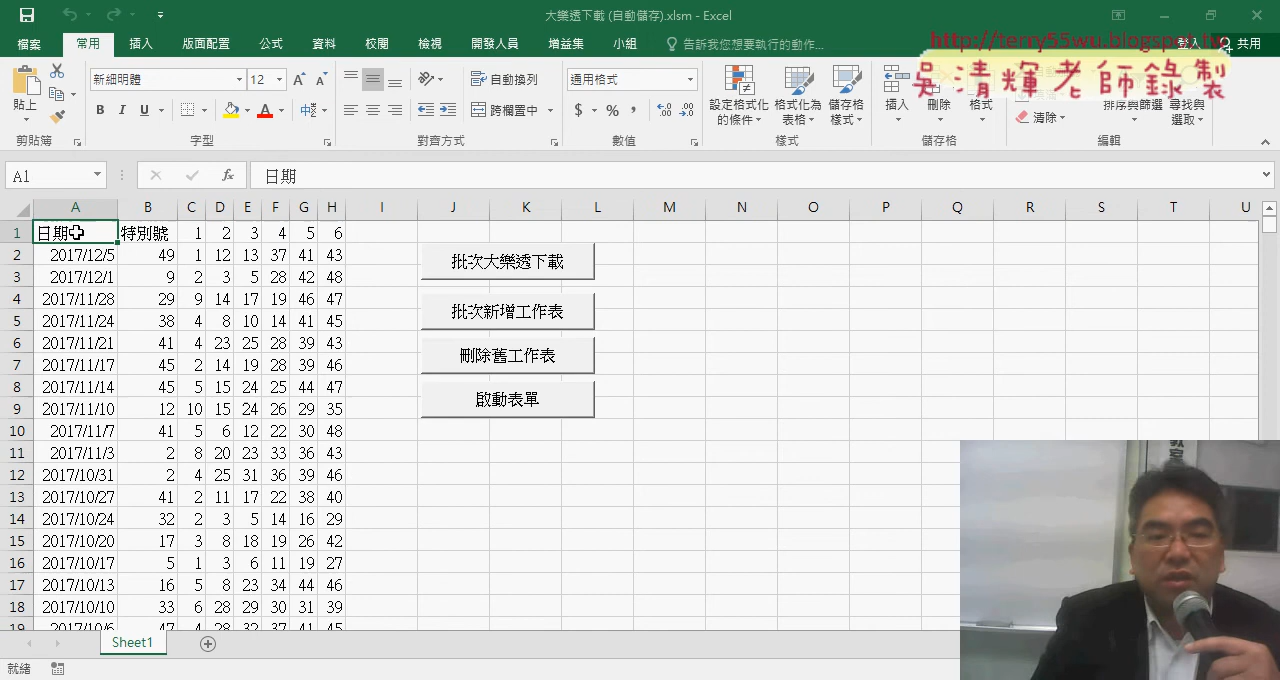 大樂透下載 (自動儲存).xlsm - Excel
http://terry55wu.blogspot.tw
吳清輝老師錄製
檔案 常用 插入 版面配置 公式 資料 校閱 檢視 開發人員 增益集 小組 告訴我您想要執行的動作... 登入 共用
新細明體 12 自動換列 通用格式
貼上 B I U 中 跨欄置中 $ % 設定格式化的條件 格式化為表格 儲存格樣式 插入 刪除 格式 清除 排序與篩選 尋找與選取
剪貼簿 字型 對齊方式 數值 樣式 儲存格 編輯
A1 fx 日期
A B C D E F G H I J K L M N O P Q R S T U
1 日期 特別號 1 2 3 4 5 6
2 2017/12/5 49 1 12 13 37 41 43
3 2017/12/1 9 2 3 5 28 42 48
4 2017/11/28 29 9 14 17 19 46 47
5 2017/11/24 38 4 8 10 14 41 45
6 2017/11/21 41 4 23 25 28 39 43
7 2017/11/17 45 2 14 19 28 39 46
8 2017/11/14 45 5 15 24 25 44 47
9 2017/11/10 12 10 15 24 26 29 35
10 2017/11/7 41 5 6 12 22 30 48
11 2017/11/3 2 8 20 23 33 36 43
12 2017/10/31 2 4 25 31 36 39 46
13 2017/10/27 41 2 11 17 22 38 40
14 2017/10/24 32 2 3 5 14 16 29
15 2017/10/20 17 3 8 18 19 26 42
16 2017/10/17 5 1 3 6 11 19 27
17 2017/10/13 16 5 8 23 34 44 46
18 2017/10/10 33 6 28 29 30 31 39
19 2017/10/6 47 4 28 32 37 41 45
批次大樂透下載
批次新增工作表
刪除舊工作表
啟動表單
Sheet1
就緒